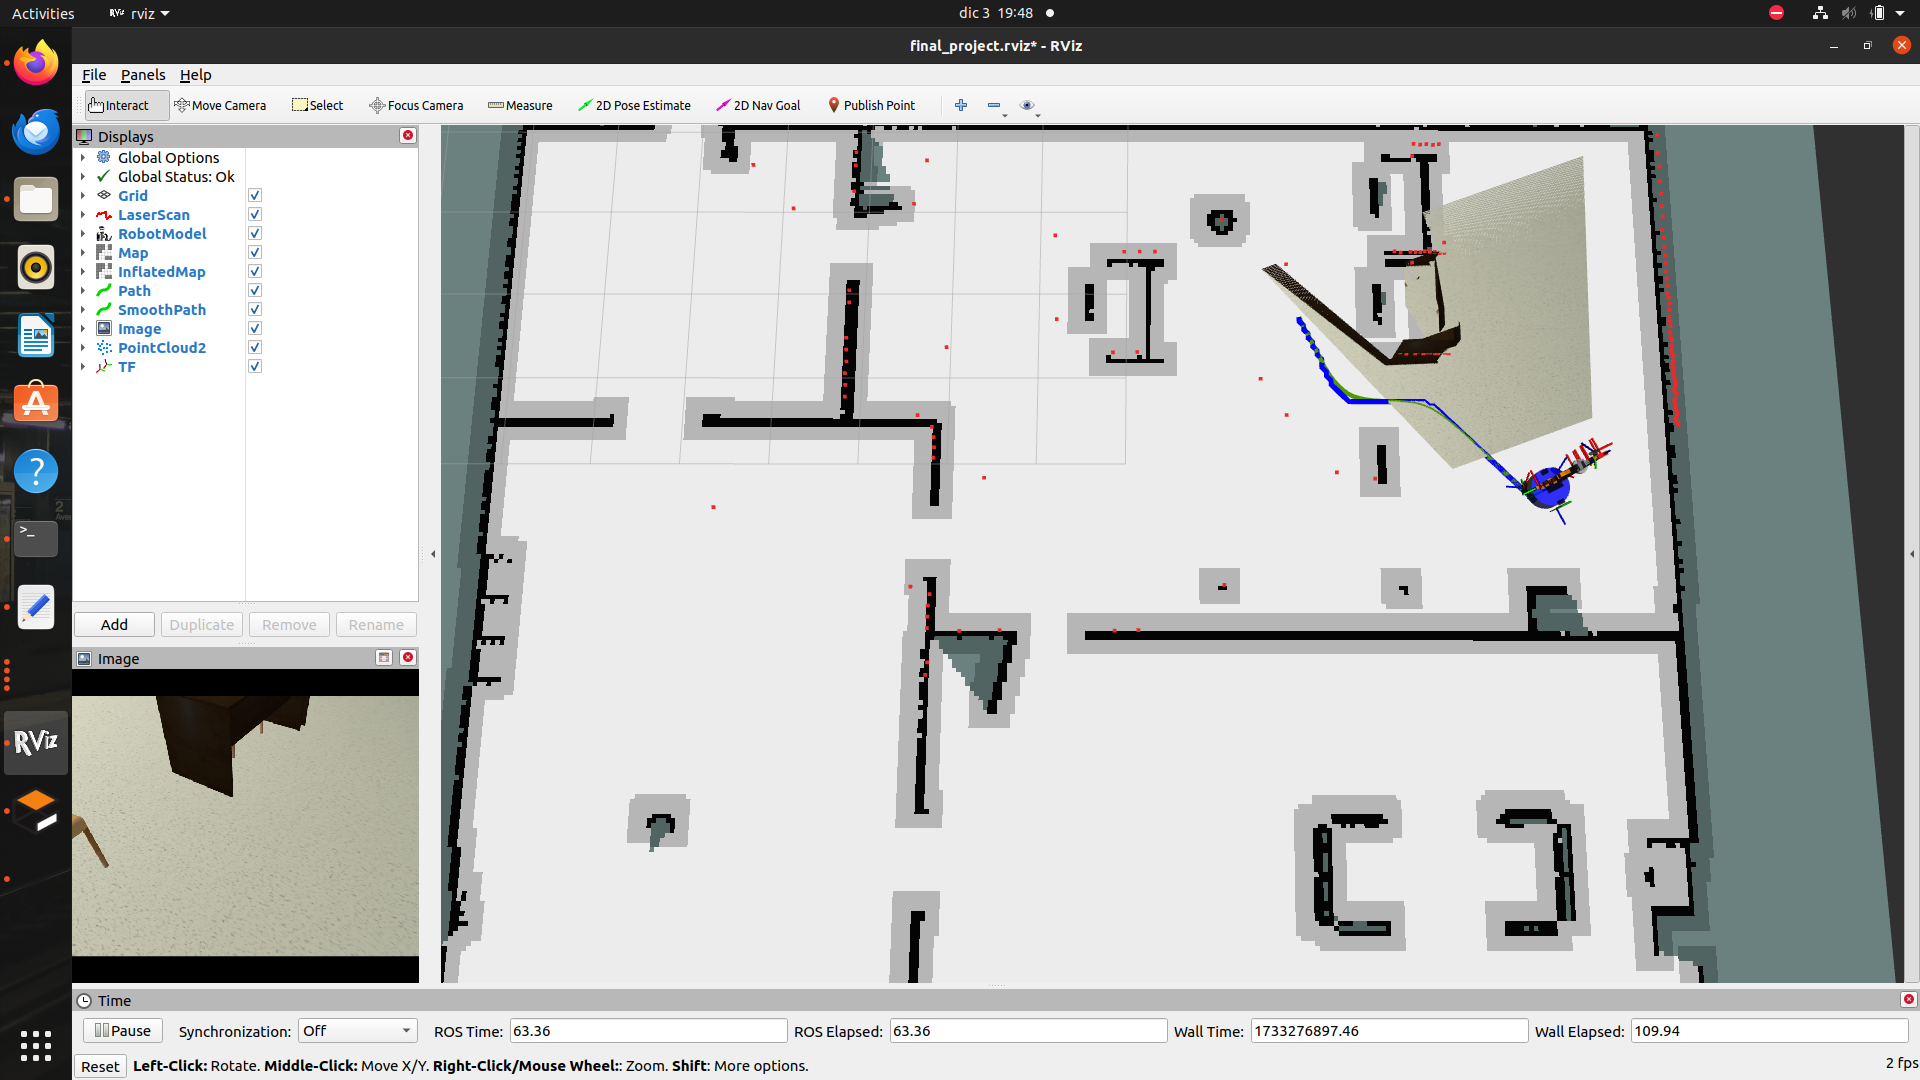 Activities
RViz rviz
dic 3 19:48
final_project.rviz* - RViz
File Panels Help
Interact Move Camera Select Focus Camera Measure 2D Pose Estimate 2D Nav Goal Publish Point
Displays
Global Options
Global Status: Ok
Grid
LaserScan
RobotModel
Map
InflatedMap
Path
SmoothPath
Image
PointCloud2
TF
Add Duplicate Remove Rename
Image
RViz
Time
Pause Synchronization: Off ROS Time: 63.36 ROS Elapsed: 63.36 Wall Time: 1733276897.46 Wall Elapsed: 109.94
Reset Left-Click: Rotate. Middle-Click: Move X/Y. Right-Click/Mouse Wheel:: Zoom. Shift: More options. 2 fps